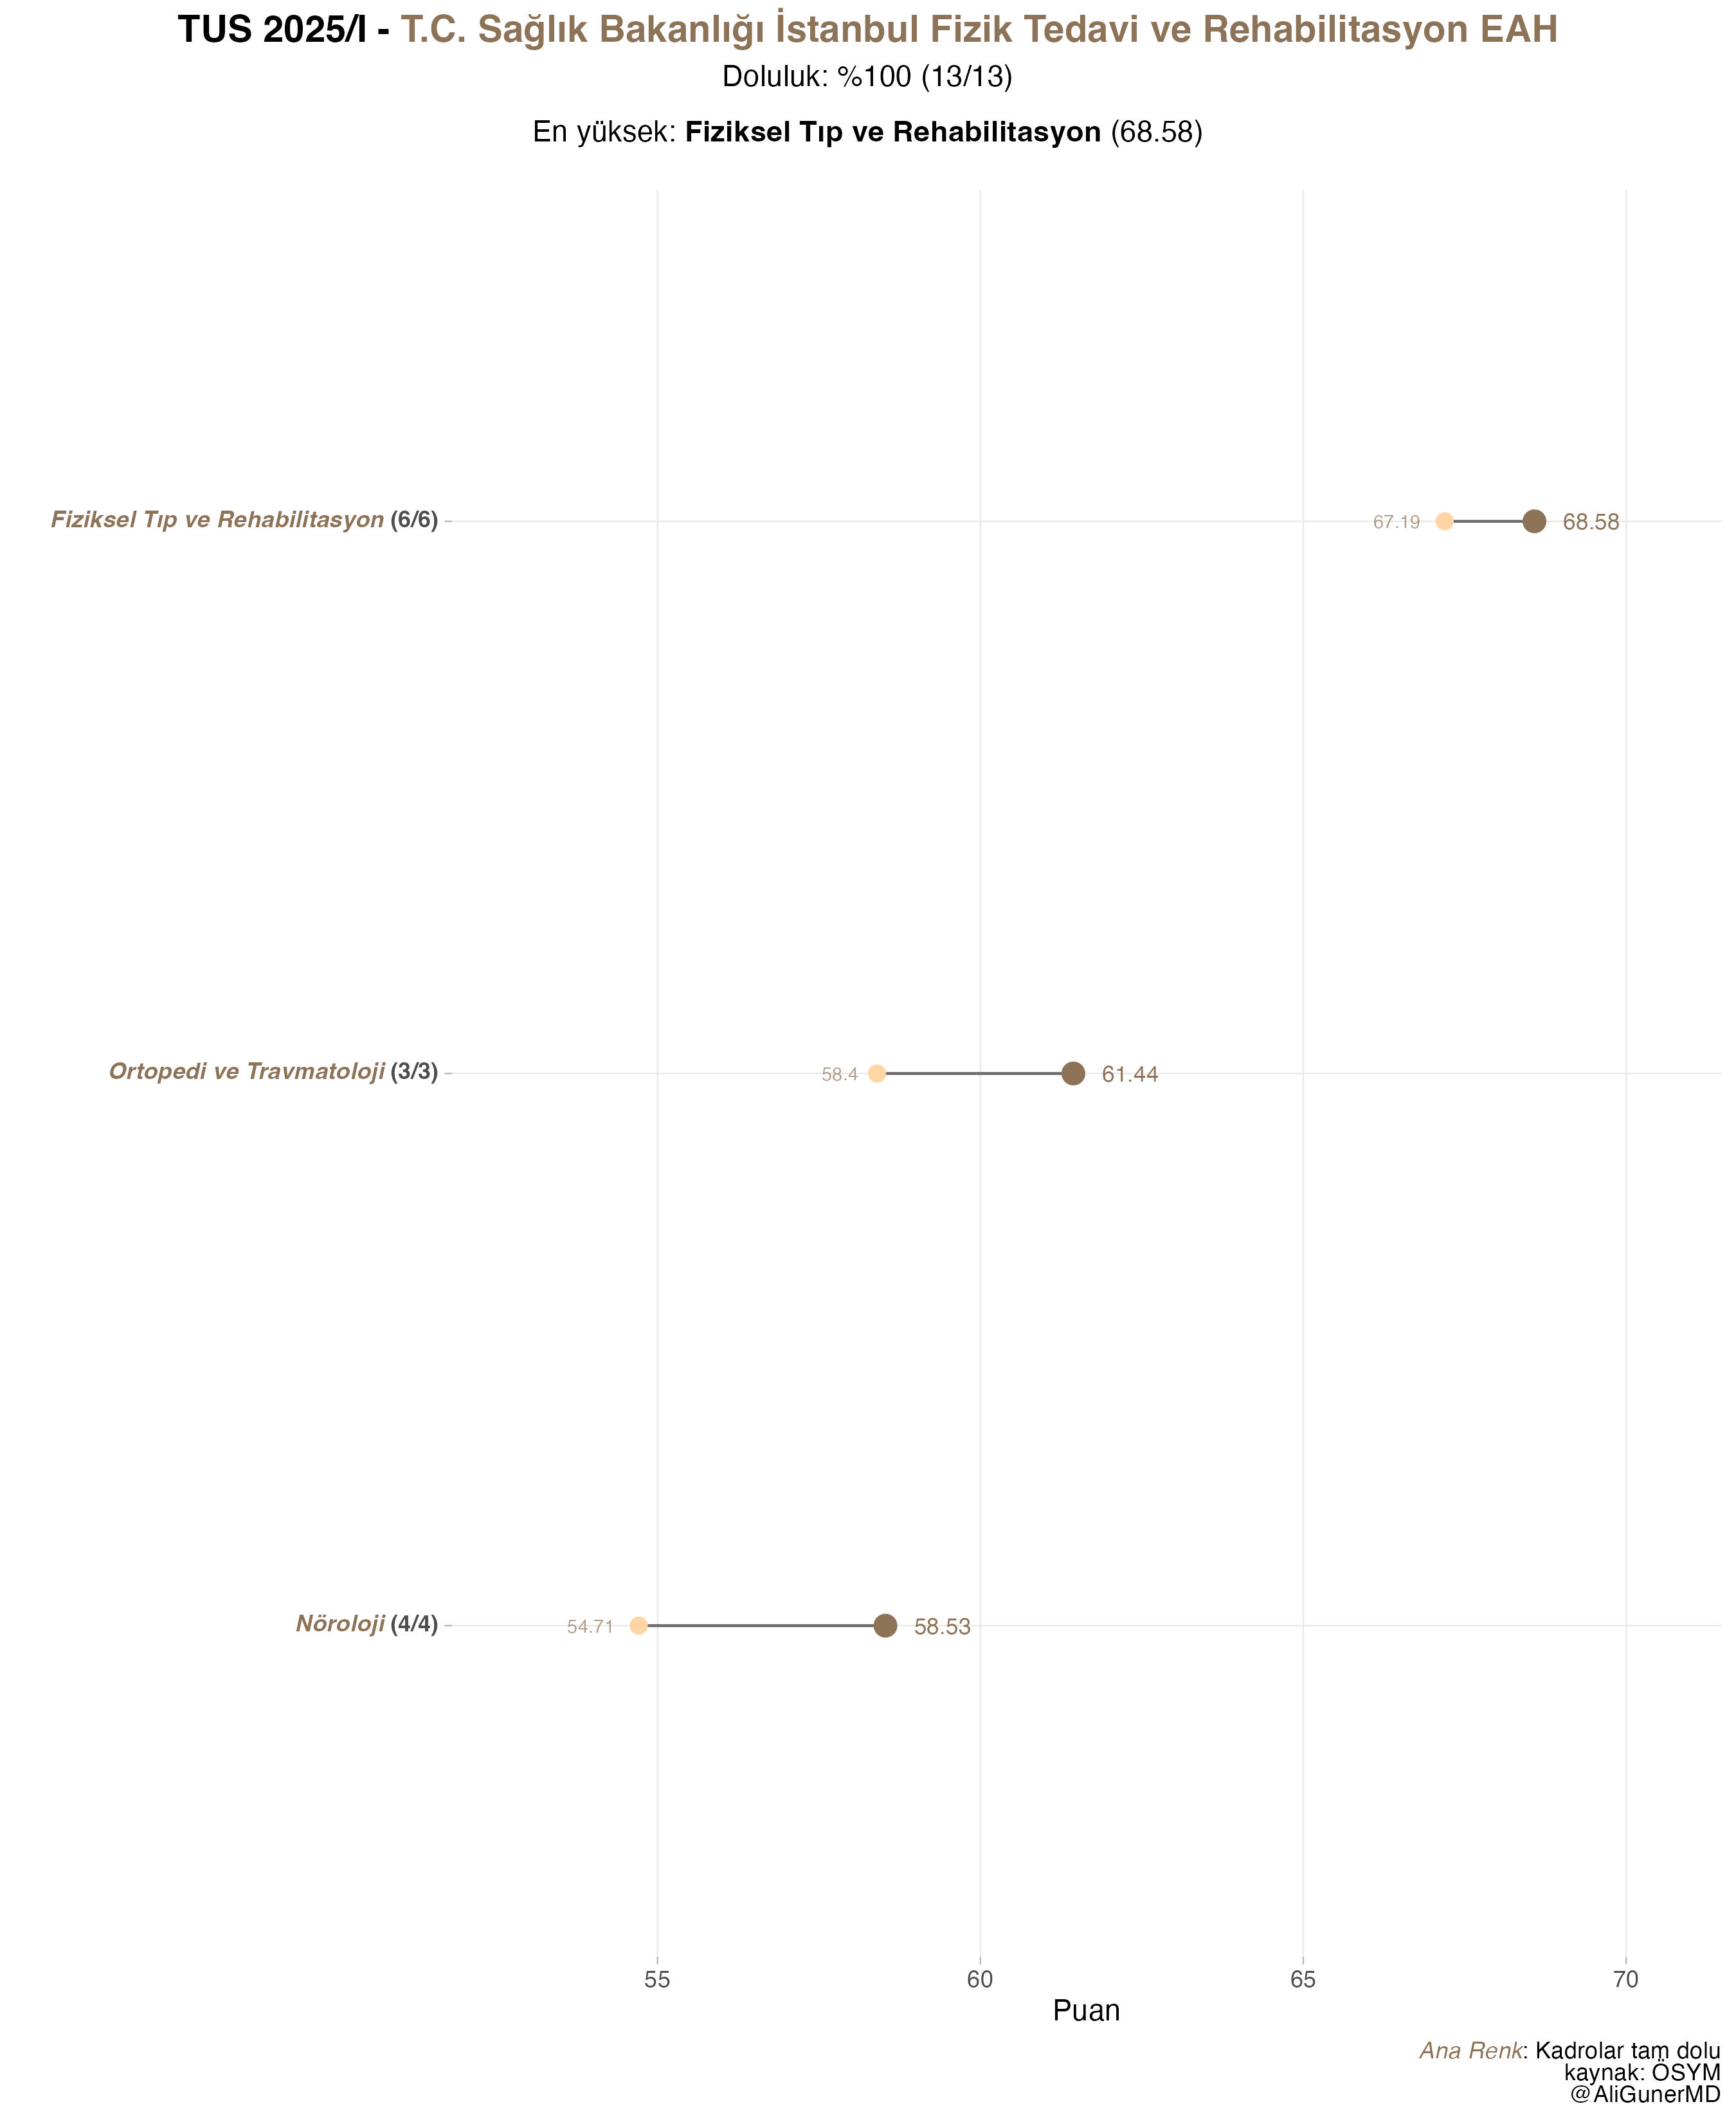 TUS 2025/I - T.C. Sağlık Bakanlığı İstanbul Fizik Tedavi ve Rehabilitasyon EAH
Doluluk: %100 (13/13)
En yüksek: Fiziksel Tıp ve Rehabilitasyon (68.58)
Fiziksel Tıp ve Rehabilitasyon (6/6) 67.19 68.58
Ortopedi ve Travmatoloji (3/3) 58.4 61.44
Nöroloji (4/4) 54.71 58.53
55 60 65 70
Puan
Ana Renk: Kadrolar tam dolu
kaynak: ÖSYM
@AliGunerMD